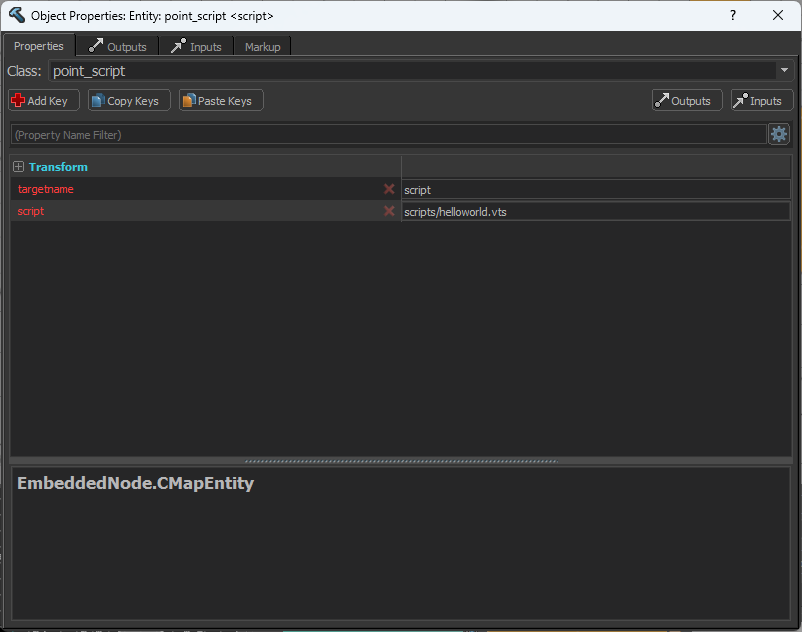 Object Properties: Entity: point_script <script>
?
Properties
Outputs
Inputs
Markup
Class: point_script
Add Key
Copy Keys
Paste Keys
Outputs
Inputs
(Property Name Filter)
Transform
targetname script
script scripts/helloworld.vts
EmbeddedNode.CMapEntity